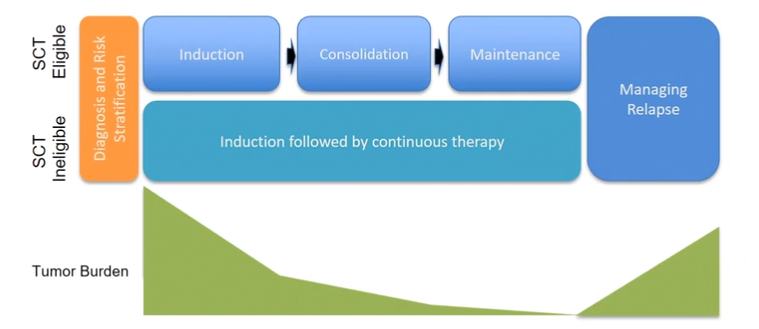 SCT
Eligible
Diagnosis and Risk
Stratification
Induction
Consolidation
Maintenance
Managing
Relapse
SCT
Ineligible
Induction followed by continuous therapy
Tumor Burden